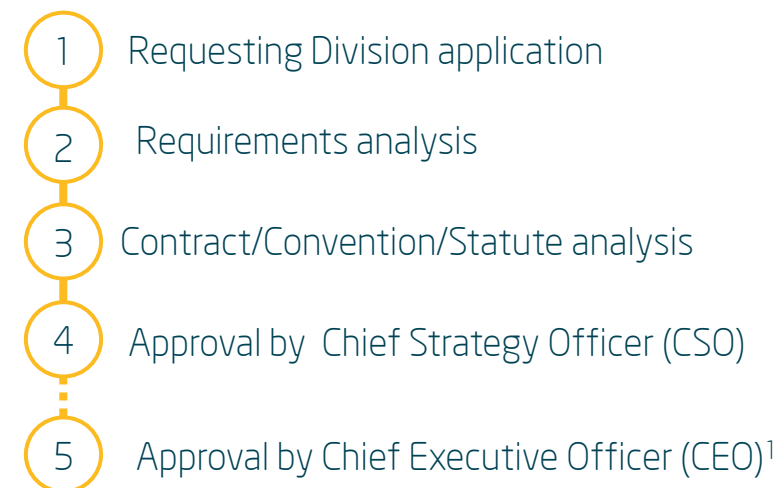 1 Requesting Division application
2 Requirements analysis
3 Contract/Convention/Statute analysis
4 Approval by Chief Strategy Officer (CSO)
5 Approval by Chief Executive Officer (CEO)¹